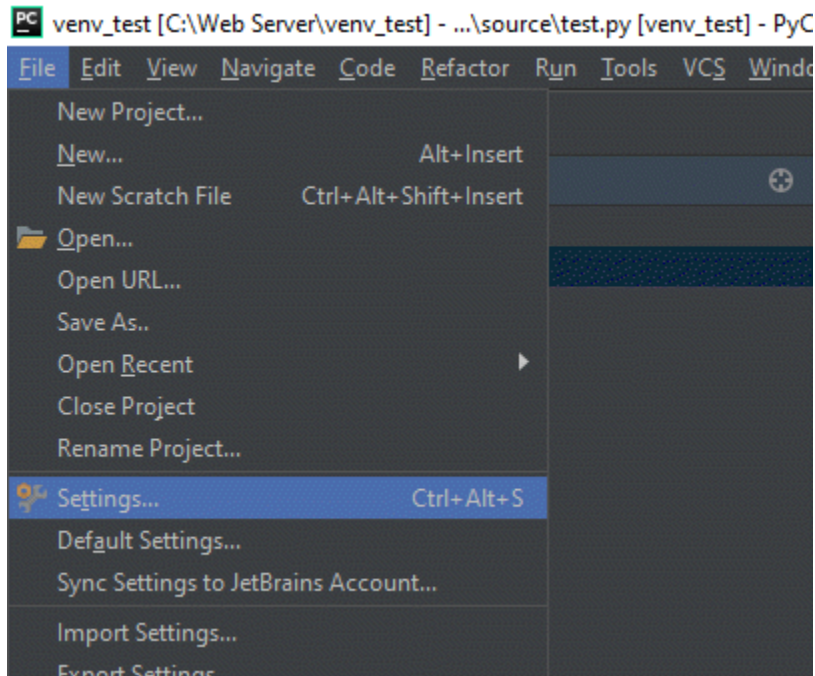 PC venv_test [C:\Web Server\venv_test] - ...\source\test.py [venv_test] - PyC
File Edit View Navigate Code Refactor Run Tools VCS Windo
New Project...
New... Alt+Insert
New Scratch File Ctrl+Alt+Shift+Insert
Open...
Open URL...
Save As..
Open Recent
Close Project
Rename Project...
Settings... Ctrl+Alt+S
Default Settings...
Sync Settings to JetBrains Account...
Import Settings...
Export Settings